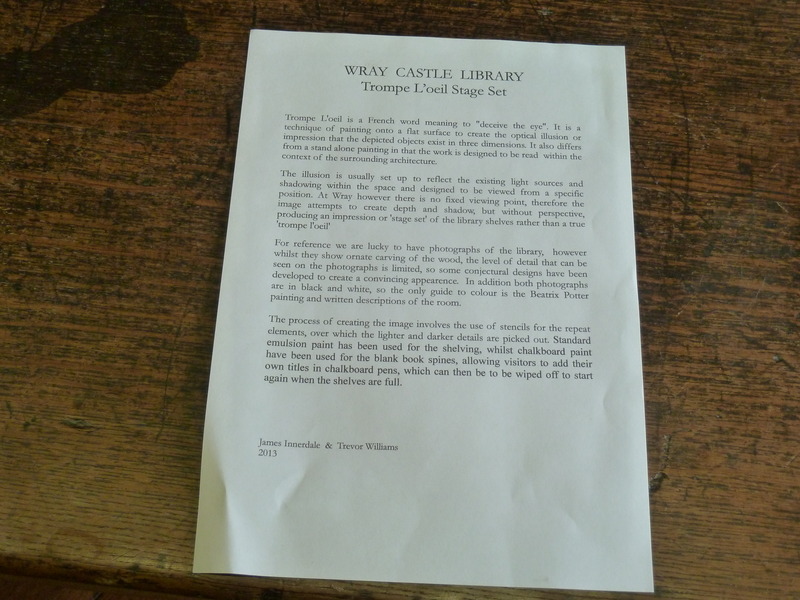 WRAY CASTLE LIBRARY
Trompe L'oeil Stage Set
Trompe L'oeil is a French word meaning to "deceive the eye". It is a
technique of painting onto a flat surface to create the optical illusion or
impression that the depicted objects exist in three dimensions. It also differs
from a stand alone painting in that the work is designed to be read within the
context of the surrounding architecture.
The illusion is usually set up to reflect the existing light sources and
shadowing within the space and designed to be viewed from a specific
position. At Wray however there is no fixed viewing point, therefore the
image attempts to create depth and shadow, but without perspective,
producing an impression or 'stage set' of the library shelves rather than a true
'trompe l'oeil'
For reference we are lucky to have photographs of the library, however
whilst they show ornate carving of the wood, the level of detail that can be
seen on the photographs is limited, so some conjectural designs have been
developed to create a convincing appearence. In addition both photographs
are in black and white, so the only guide to colour is the Beatrix Potter
painting and written descriptions of the room.
The process of creating the image involves the use of stencils for the repeat
elements, over which the lighter and darker details are picked out. Standard
emulsion paint has been used for the shelving, whilst chalkboard paint
have been used for the blank book spines, allowing visitors to add their
own titles in chalkboard pens, which can then be to be wiped off to start
again when the shelves are full.
James Innerdale & Trevor Williams
2013